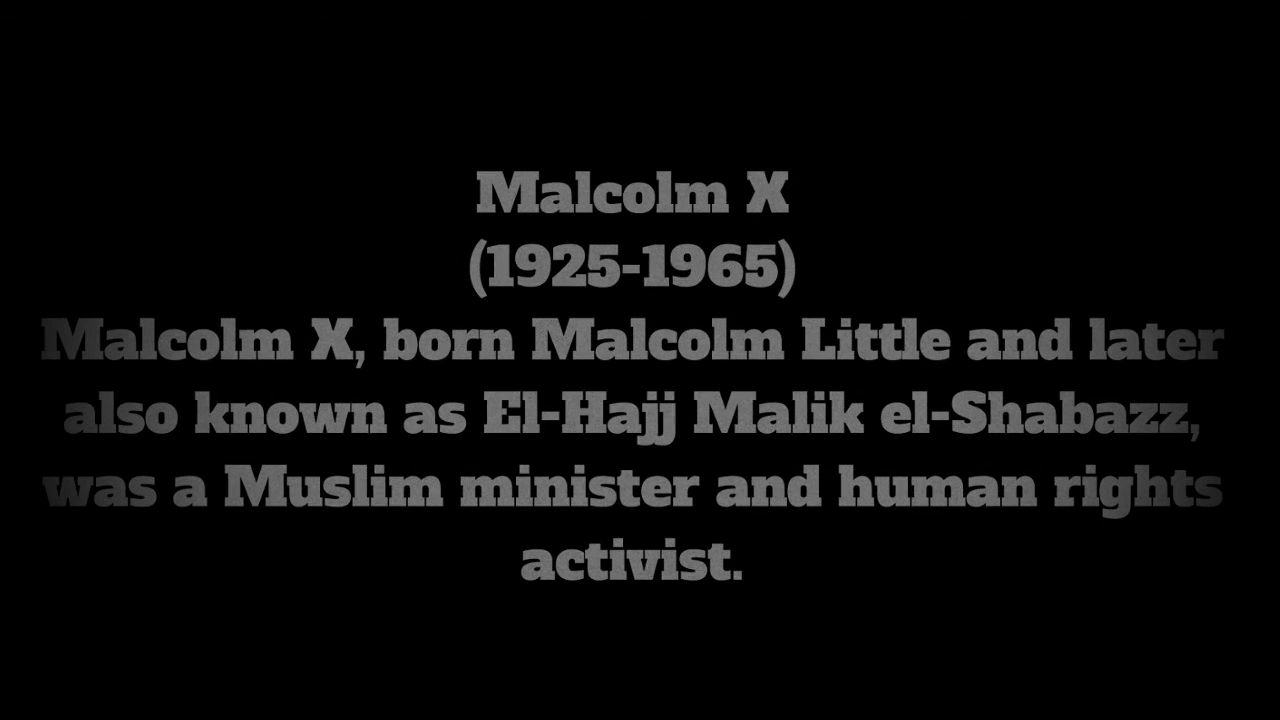 Malcolm X
(1925-1965)
Malcolm X, born Malcolm Little and later
also known as El-Hajj Malik el-Shabazz,
was a Muslim minister and human rights
activist.